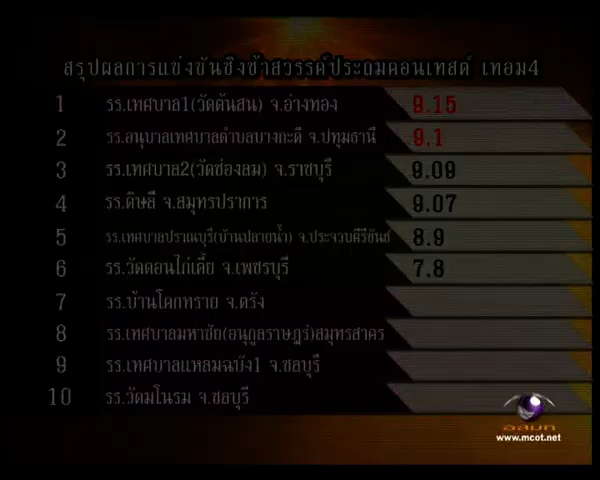 สรุปผลการแข่งขันชิงช้าสวรรค์ประถมคอนเทสต์ เทอม4
1 รร.เทศบาล1(วัดต้นสน) จ.อ่างทอง 9.15
2 รร.อนุบาลเทศบาลตำบลบางกะดี จ.ปทุมธานี 9.1
3 รร.เทศบาล2(วัดช่องลม) จ.ราชบุรี 9.09
4 รร.ดิษลี จ.สมุทรปราการ 9.07
5 รร.เทศบาลปราณบุรี(บ้านปลายน้ำ) จ.ประจวบคีรีขันธ์ 8.9
6 รร.วัดดอนไก่เตี้ย จ.เพชรบุรี 7.8
7 รร.บ้านโคกทราย จ.ตรัง
8 รร.เทศบาลมหาชัย(อนุกูลราษฎร์)สมุทรสาคร
9 รร.เทศบาลแหลมฉบัง1 จ.ชลบุรี
10 รร.วัดมโนรม จ.ชลบุรี
อสมท
www.mcot.net